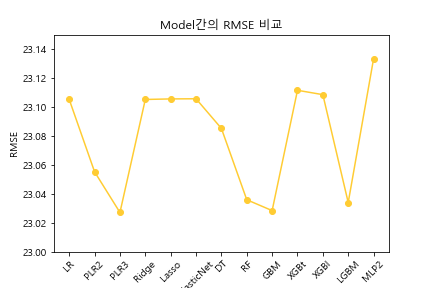 Model간의 RMSE 비교
RMSE
23.14
23.12
23.10
23.08
23.06
23.04
23.02
23.00
LR
PLR2
PLR3
Ridge
Lasso
lasticNet
DT
RF
GBM
XGBt
XGBl
LGBM
MLP2